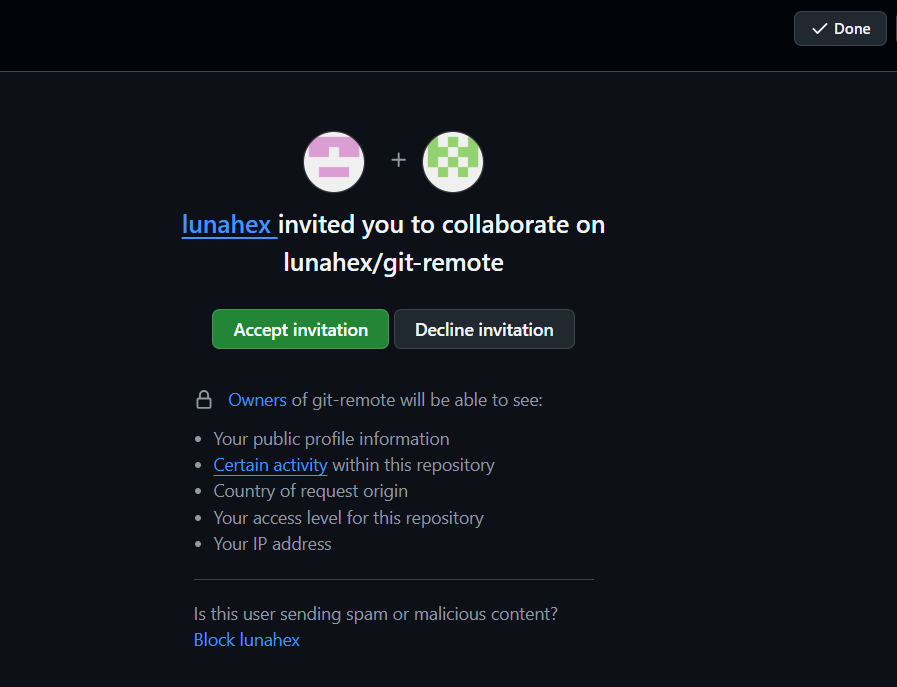 Done
lunahex invited you to collaborate on
lunahex/git-remote
Accept invitation
Decline invitation
Owners of git-remote will be able to see:
Your public profile information
Certain activity within this repository
Country of request origin
Your access level for this repository
Your IP address
Is this user sending spam or malicious content?
Block lunahex